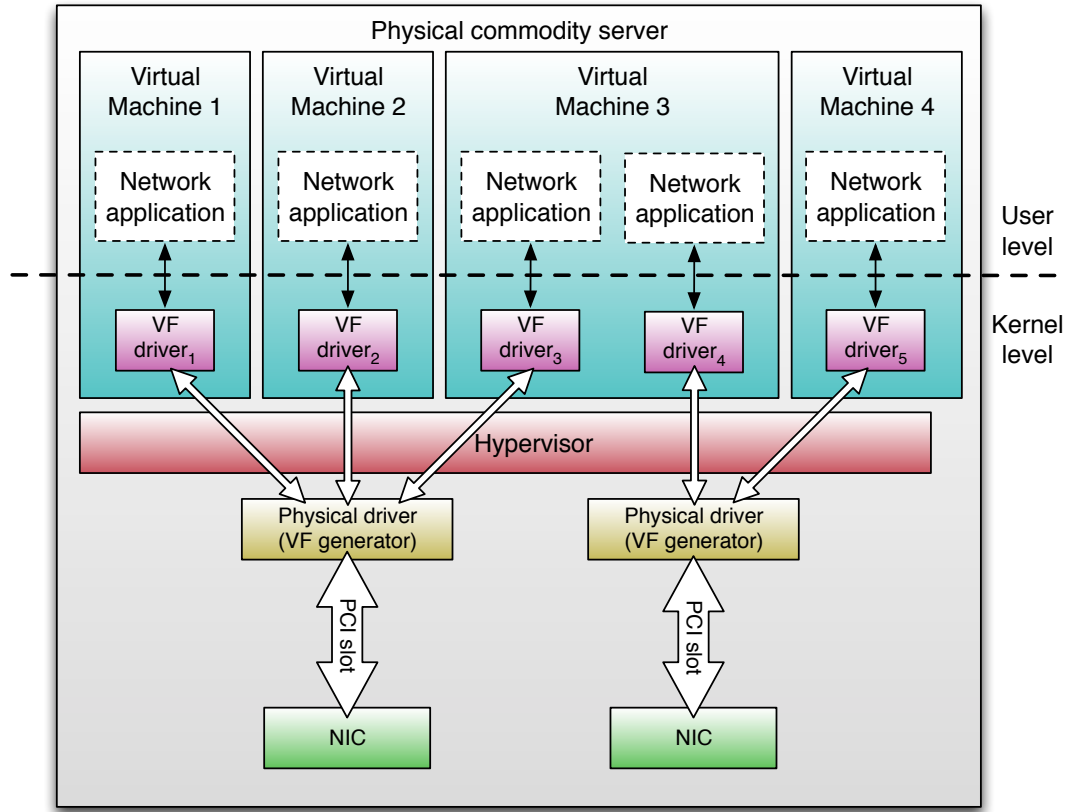 Physical commodity server
Virtual
Machine 1
Virtual
Machine 2
Virtual
Machine 3
Virtual
Machine 4
Network
application
Network
application
Network
application
Network
application
Network
application
User
level
Kernel
level
VF
driver₁
VF
driver₂
VF
driver₃
VF
driver₄
VF
driver₅
Hypervisor
Physical driver
(VF generator)
Physical driver
(VF generator)
PCI slot
PCI slot
NIC
NIC